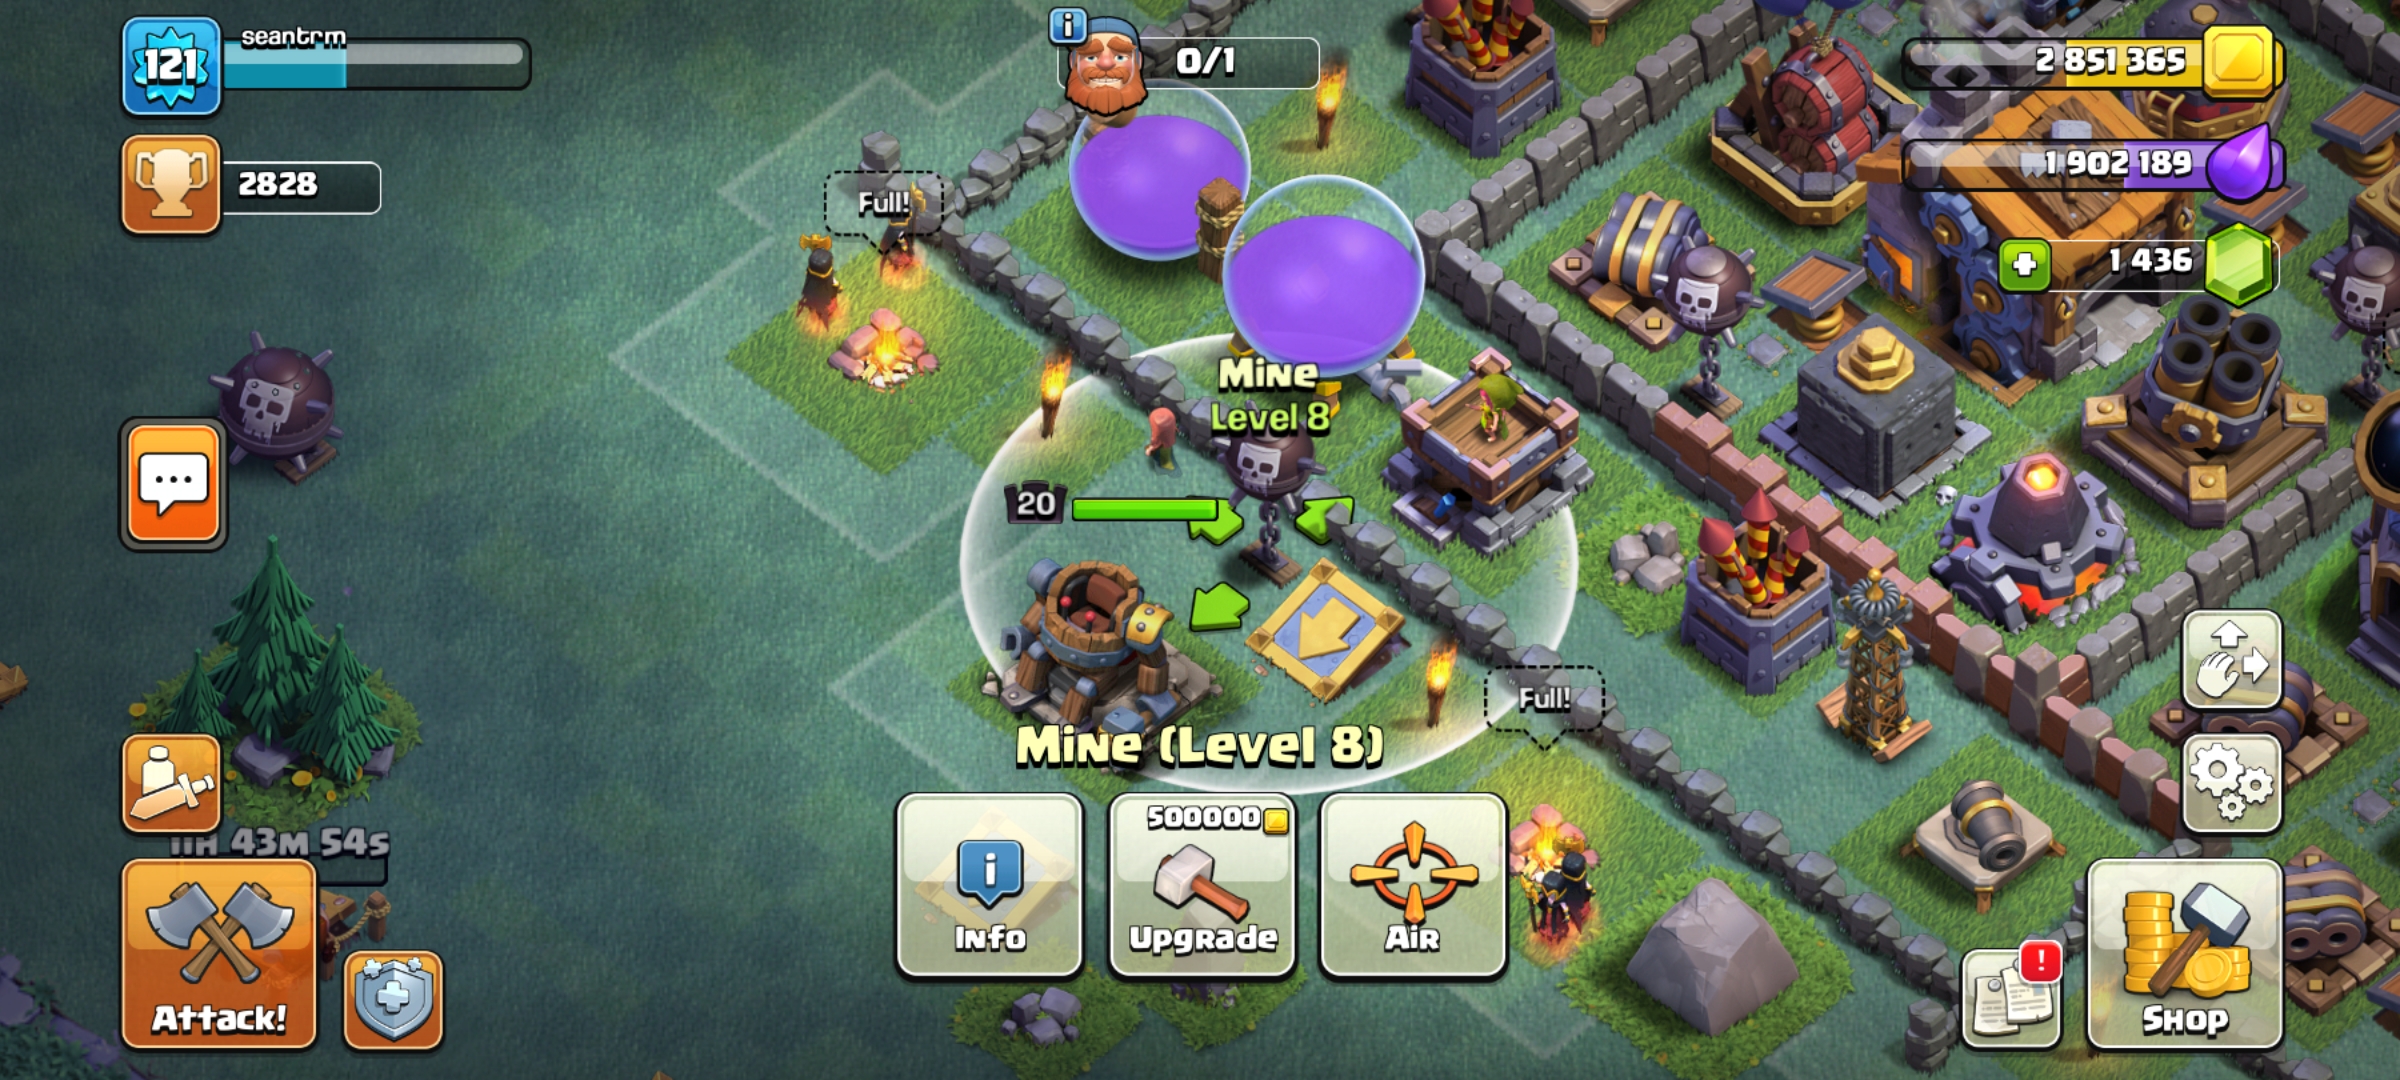 121
seantrm
0/1
2 851 365
2828
Full!
1 902 189
1 436
Mine
Level 8
20
Full!
Mine (Level 8)
500000
Info
Upgrade
Air
43M 54s
Attack!
!
Shop